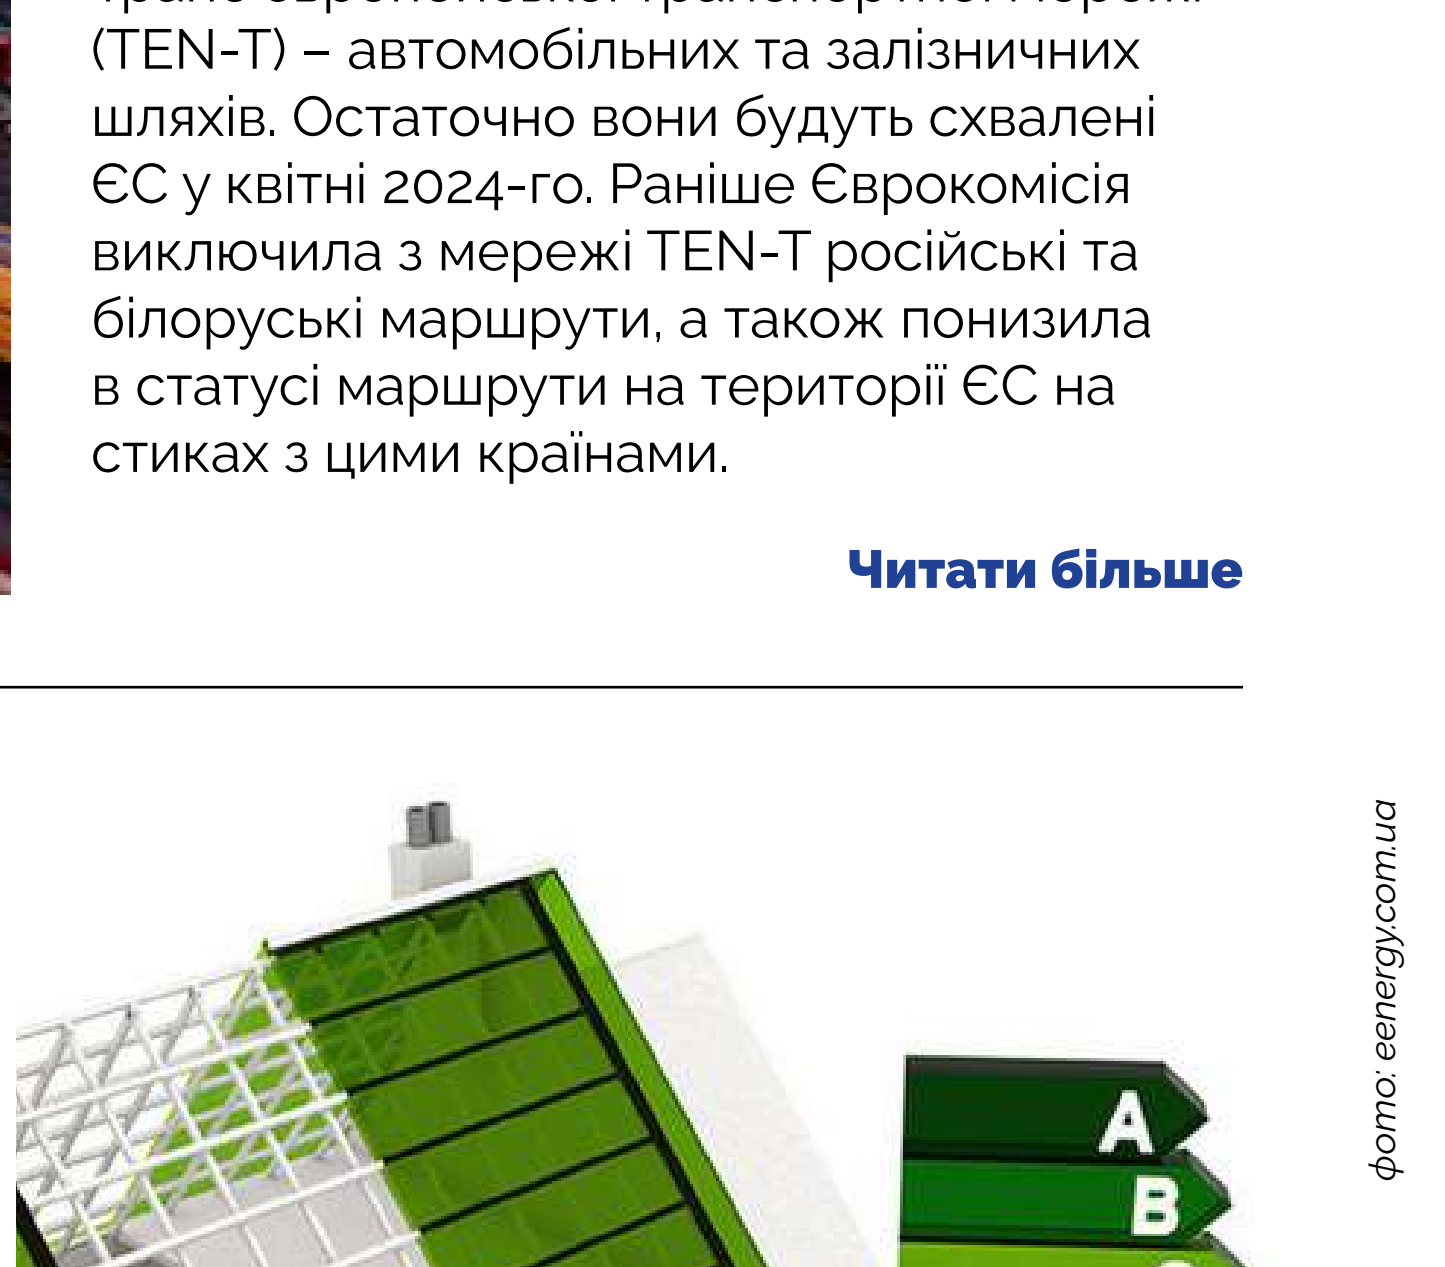 (TEN-T) – автомобільних та залізничних
шляхів. Остаточно вони будуть схвалені
ЄС у квітні 2024-го. Раніше Єврокомісія
виключила з мережі TEN-T російські та
білоруські маршрути, а також понизила
в статусі маршрути на території ЄС на
стиках з цими країнами.
Читати більше
фото: eenergy.com.ua
A
B